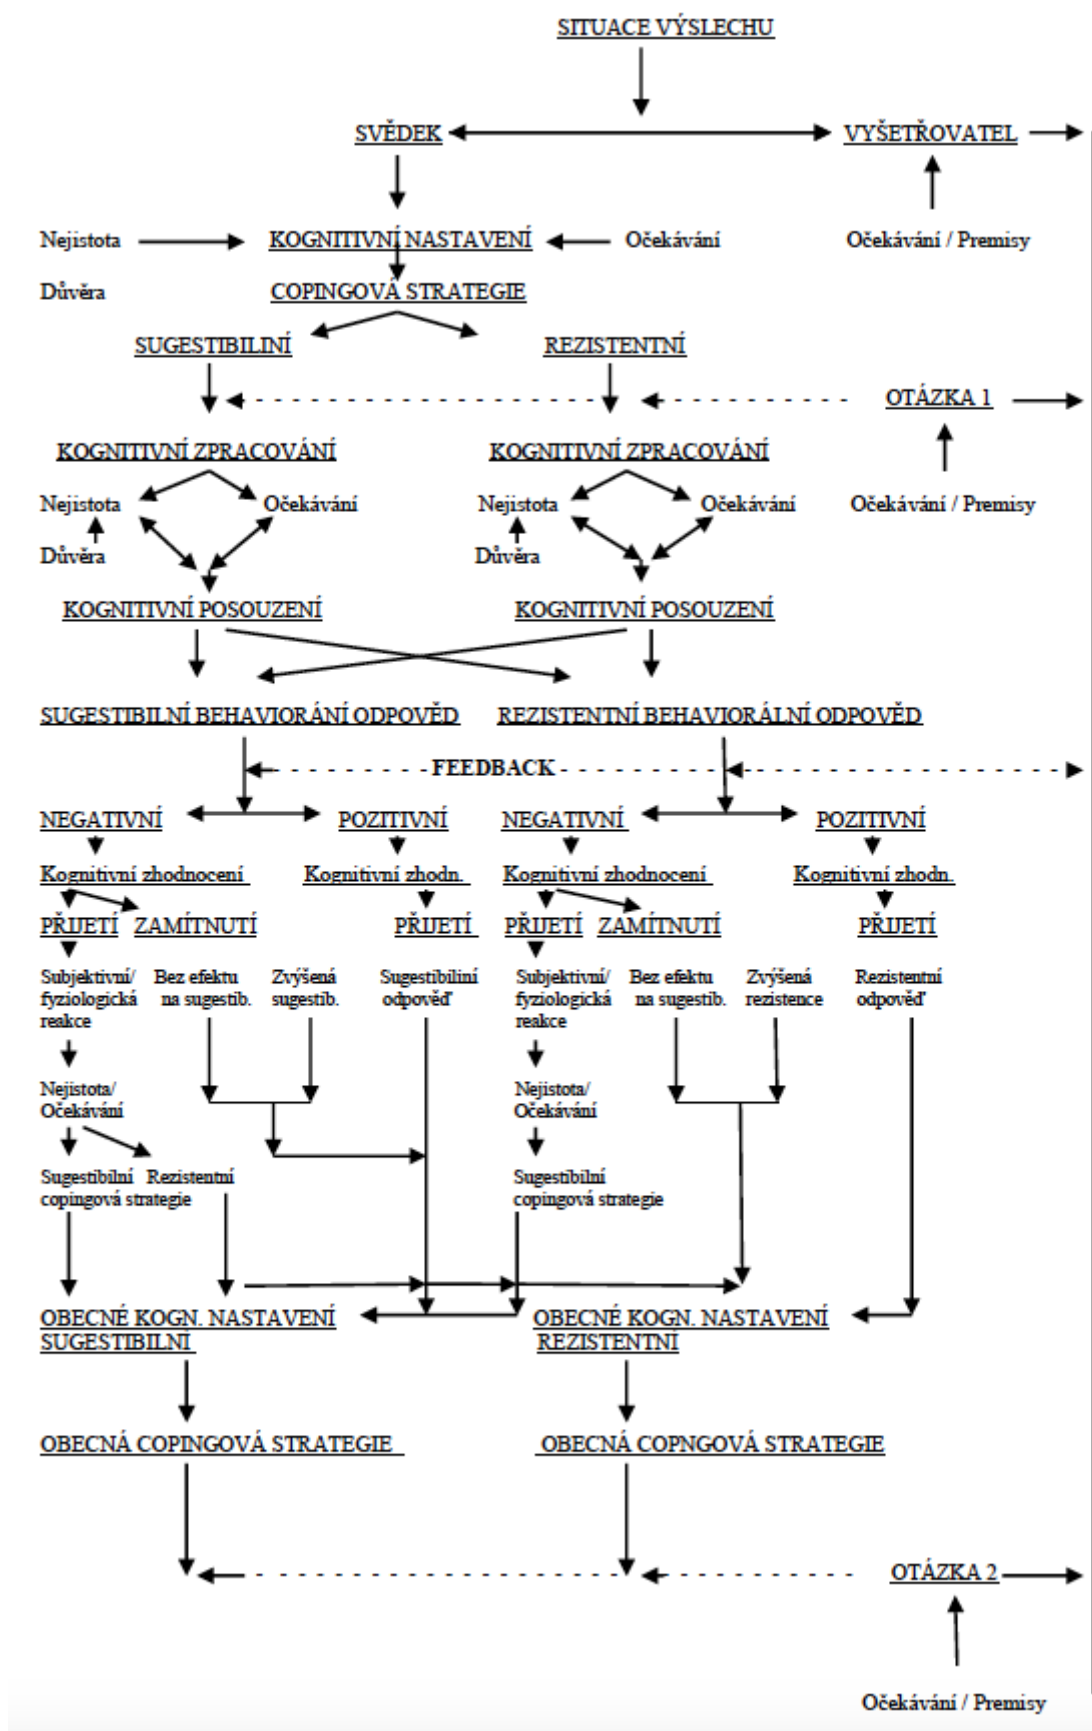 SITUACE VÝSLECHU
SVĚDEK VYŠETŘOVATEL
Nejistota KOGNITIVNÍ NASTAVENÍ Očekávání Očekávání / Premisy
Důvěra COPINGOVÁ STRATEGIE
SUGESTIBILINÍ REZISTENTNÍ
OTÁZKA 1
KOGNITIVNÍ ZPRACOVÁNÍ KOGNITIVNÍ ZPRACOVÁNÍ
Nejistota Očekávání Nejistota Očekávání Očekávání / Premisy
Důvěra Důvěra
KOGNITIVNÍ POSOUZENÍ KOGNITIVNÍ POSOUZENÍ
SUGESTIBILNÍ BEHAVIORÁNÍ ODPOVĚD REZISTENTNÍ BEHAVIORÁLNÍ ODPOVĚD
FEEDBACK
NEGATIVNÍ POZITIVNÍ NEGATIVNÍ POZITIVNÍ
Kognitivní zhodnocení Kognitivní zhodn. Kognitivní zhodnocení Kognitivní zhodn.
PŘIJETÍ ZAMÍTNUTÍ PŘIJETÍ PŘIJETÍ ZAMÍTNUTÍ PŘIJETÍ
Subjektivní/ Bez efektu Zvýšená Sugestibiliní Subjektivní/ Bez efektu Zvýšená Rezistentní
fyziologická na sugestib. sugestib. odpověď fyziologická na sugestib. rezistence odpověď
reakce reakce
Nejistota/ Nejistota/
Očekávání Očekávání
Sugestibilní Rezistentní Sugestibilní
copingová strategie copingová strategie
OBECNÉ KOGN. NASTAVENÍ OBECNÉ KOGN. NASTAVENÍ
SUGESTIBILNÍ REZISTENTNÍ
OBECNÁ COPINGOVÁ STRATEGIE OBECNÁ COPNGOVÁ STRATEGIE
OTÁZKA 2
Očekávání / Premisy